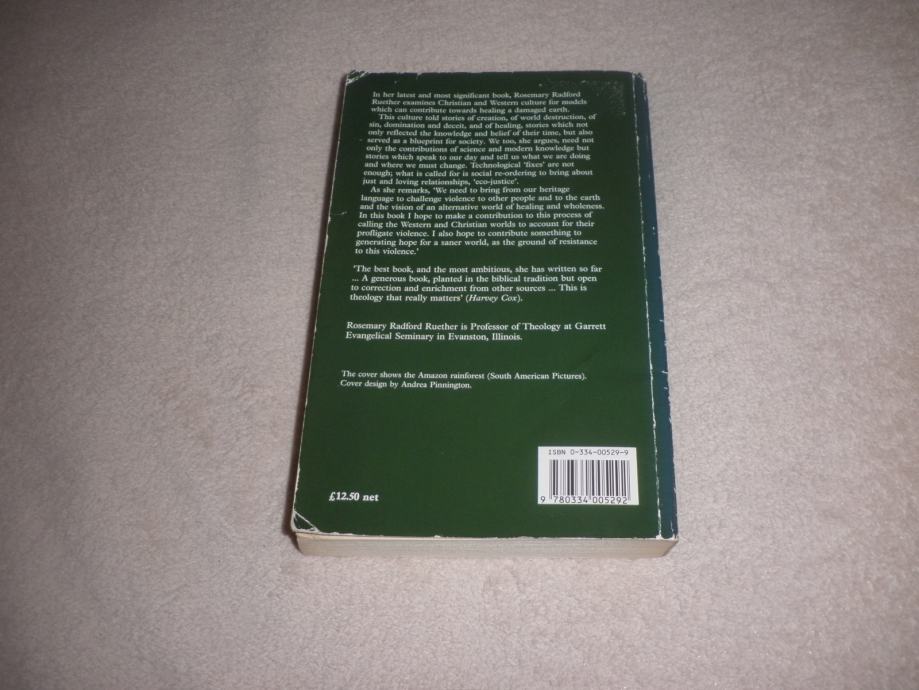 In her latest and most significant book, Rosemary Radford
Ruether examines Christian and Western culture for models
which can contribute towards healing a damaged earth.
This culture told stories of creation, of world destruction, of
sin, domination and deceit, and of healing, stories which not
only reflected the knowledge and belief of their time, but also
served as a blueprint for society. We too, she argues, need not
only the contributions of science and modern knowledge but
stories which speak to our day and tell us what we are doing
and where we must change. Technological 'fixes' are not
enough; what is called for is social re-ordering to bring about
just and loving relationships, 'eco-justice'.
As she remarks, 'We need to bring from our heritage
language to challenge violence to other people and to the earth
and the vision of an alternative world of healing and wholeness.
In this book I hope to make a contribution to this process of
calling the Western and Christian worlds to account for their
profligate violence. I also hope to contribute something to
generating hope for a saner world, as the ground of resistance
to this violence.'
'The best book, and the most ambitious, she has written so far
... A generous book, planted in the biblical tradition but open
to correction and enrichment from other sources ... This is
theology that really matters' (Harvey Cox).
Rosemary Radford Ruether is Professor of Theology at Garrett
Evangelical Seminary in Evanston, Illinois.
The cover shows the Amazon rainforest (South American Pictures).
Cover design by Andrea Pinnington.
ISBN 0-334-00529-9
9 780334 005292
£12.50 net